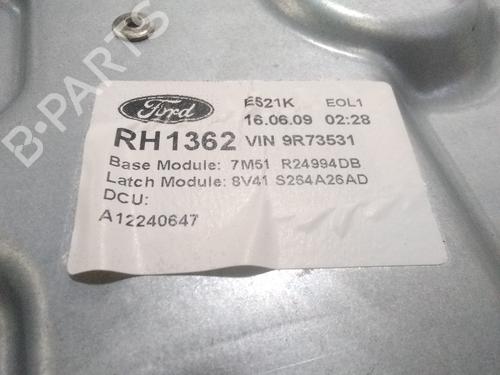 B-PARTS
Ford
E521K EOL1
16.06.09 02:28
RH1362 VIN 9R73531
Base Module: 7M51 R24994DB
Latch Module: 8V41 S264A26AD
DCU:
A12240647